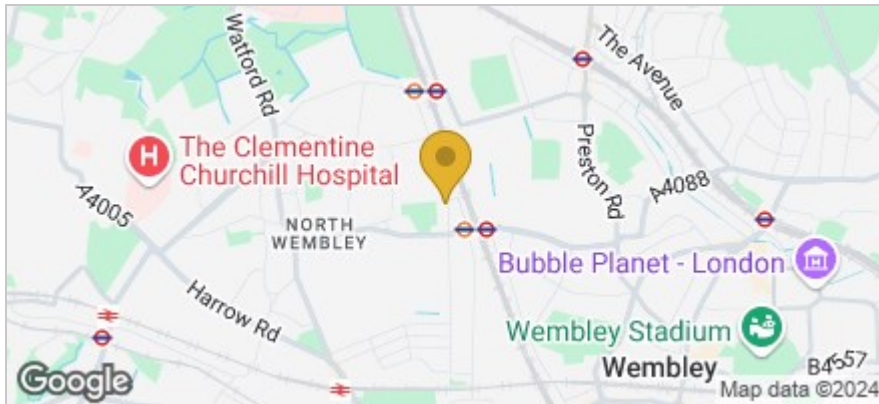 Watford Rd
The Avenue
The Clementine
Churchill Hospital
H
Preston Rd
A4088
A4005
NORTH
WEMBLEY
Bubble Planet - London
Harrow Rd
Wembley Stadium
Wembley
B4557
Google
Map data ©2024